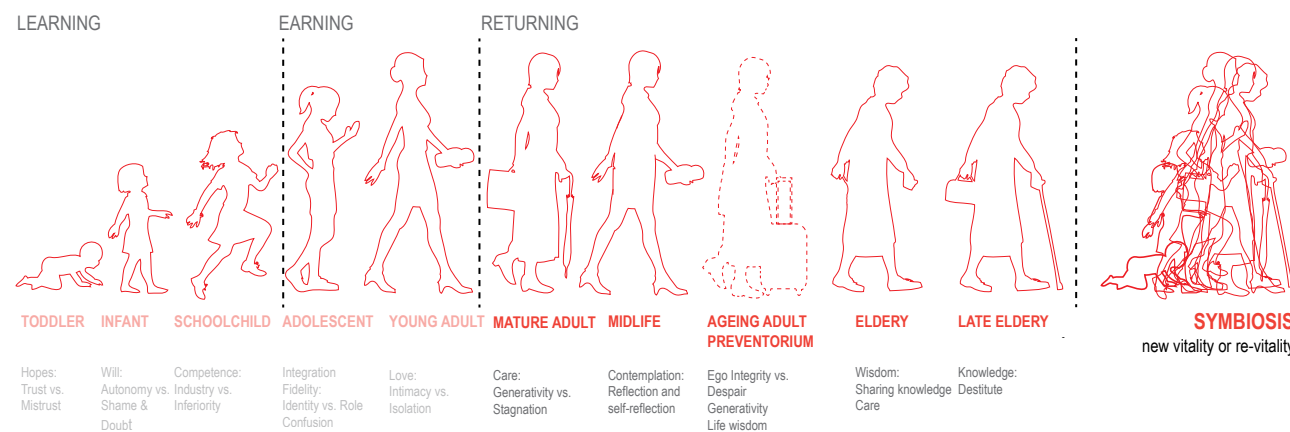 LEARNING
EARNING
RETURNING
TODDLER
INFANT
SCHOOLCHILD
ADOLESCENT
YOUNG ADULT
MATURE ADULT
MIDLIFE
AGEING ADULT
PREVENTORIUM
ELDERY
LATE ELDERY
SYMBIOSIS
new vitality or re-vitality
Hopes:
Trust vs.
Mistrust
Will:
Autonomy vs.
Shame &
Doubt
Competence:
Industry vs.
Inferiority
Integration
Fidelity:
Identity vs. Role
Confusion
Love:
Intimacy vs.
Isolation
Care:
Generativity vs.
Stagnation
Contemplation:
Reflection and
self-reflection
Ego Integrity vs.
Despair
Generativity
Life wisdom
Wisdom:
Sharing knowledge
Care
Knowledge:
Destitute